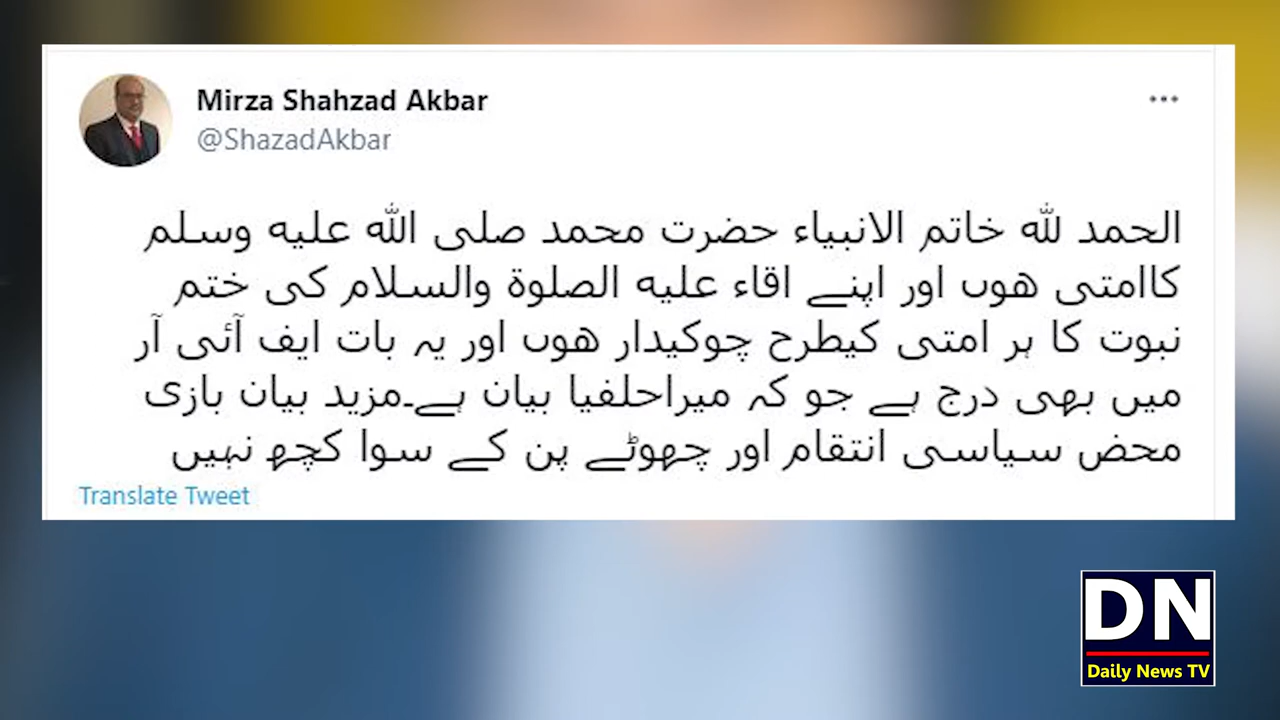 Mirza Shahzad Akbar
@ShazadAkbar
الحمد للہ خاتم الانبیاء حضرت محمد صلی اللہ علیہ وسلم
کاامتی ھوں اور اپنے اقاء علیہ الصلوۃ والسلام کی ختم
نبوت کا ہر امتی کیطرح چوکیدار ھوں اور یہ بات ایف آئی آر
میں بھی درج ہے جو کہ میراحلفیا بیان ہے۔مزید بیان بازی
محض سیاسی انتقام اور چھوٹے پن کے سوا کچھ نہیں
Translate Tweet
DN
Daily News TV